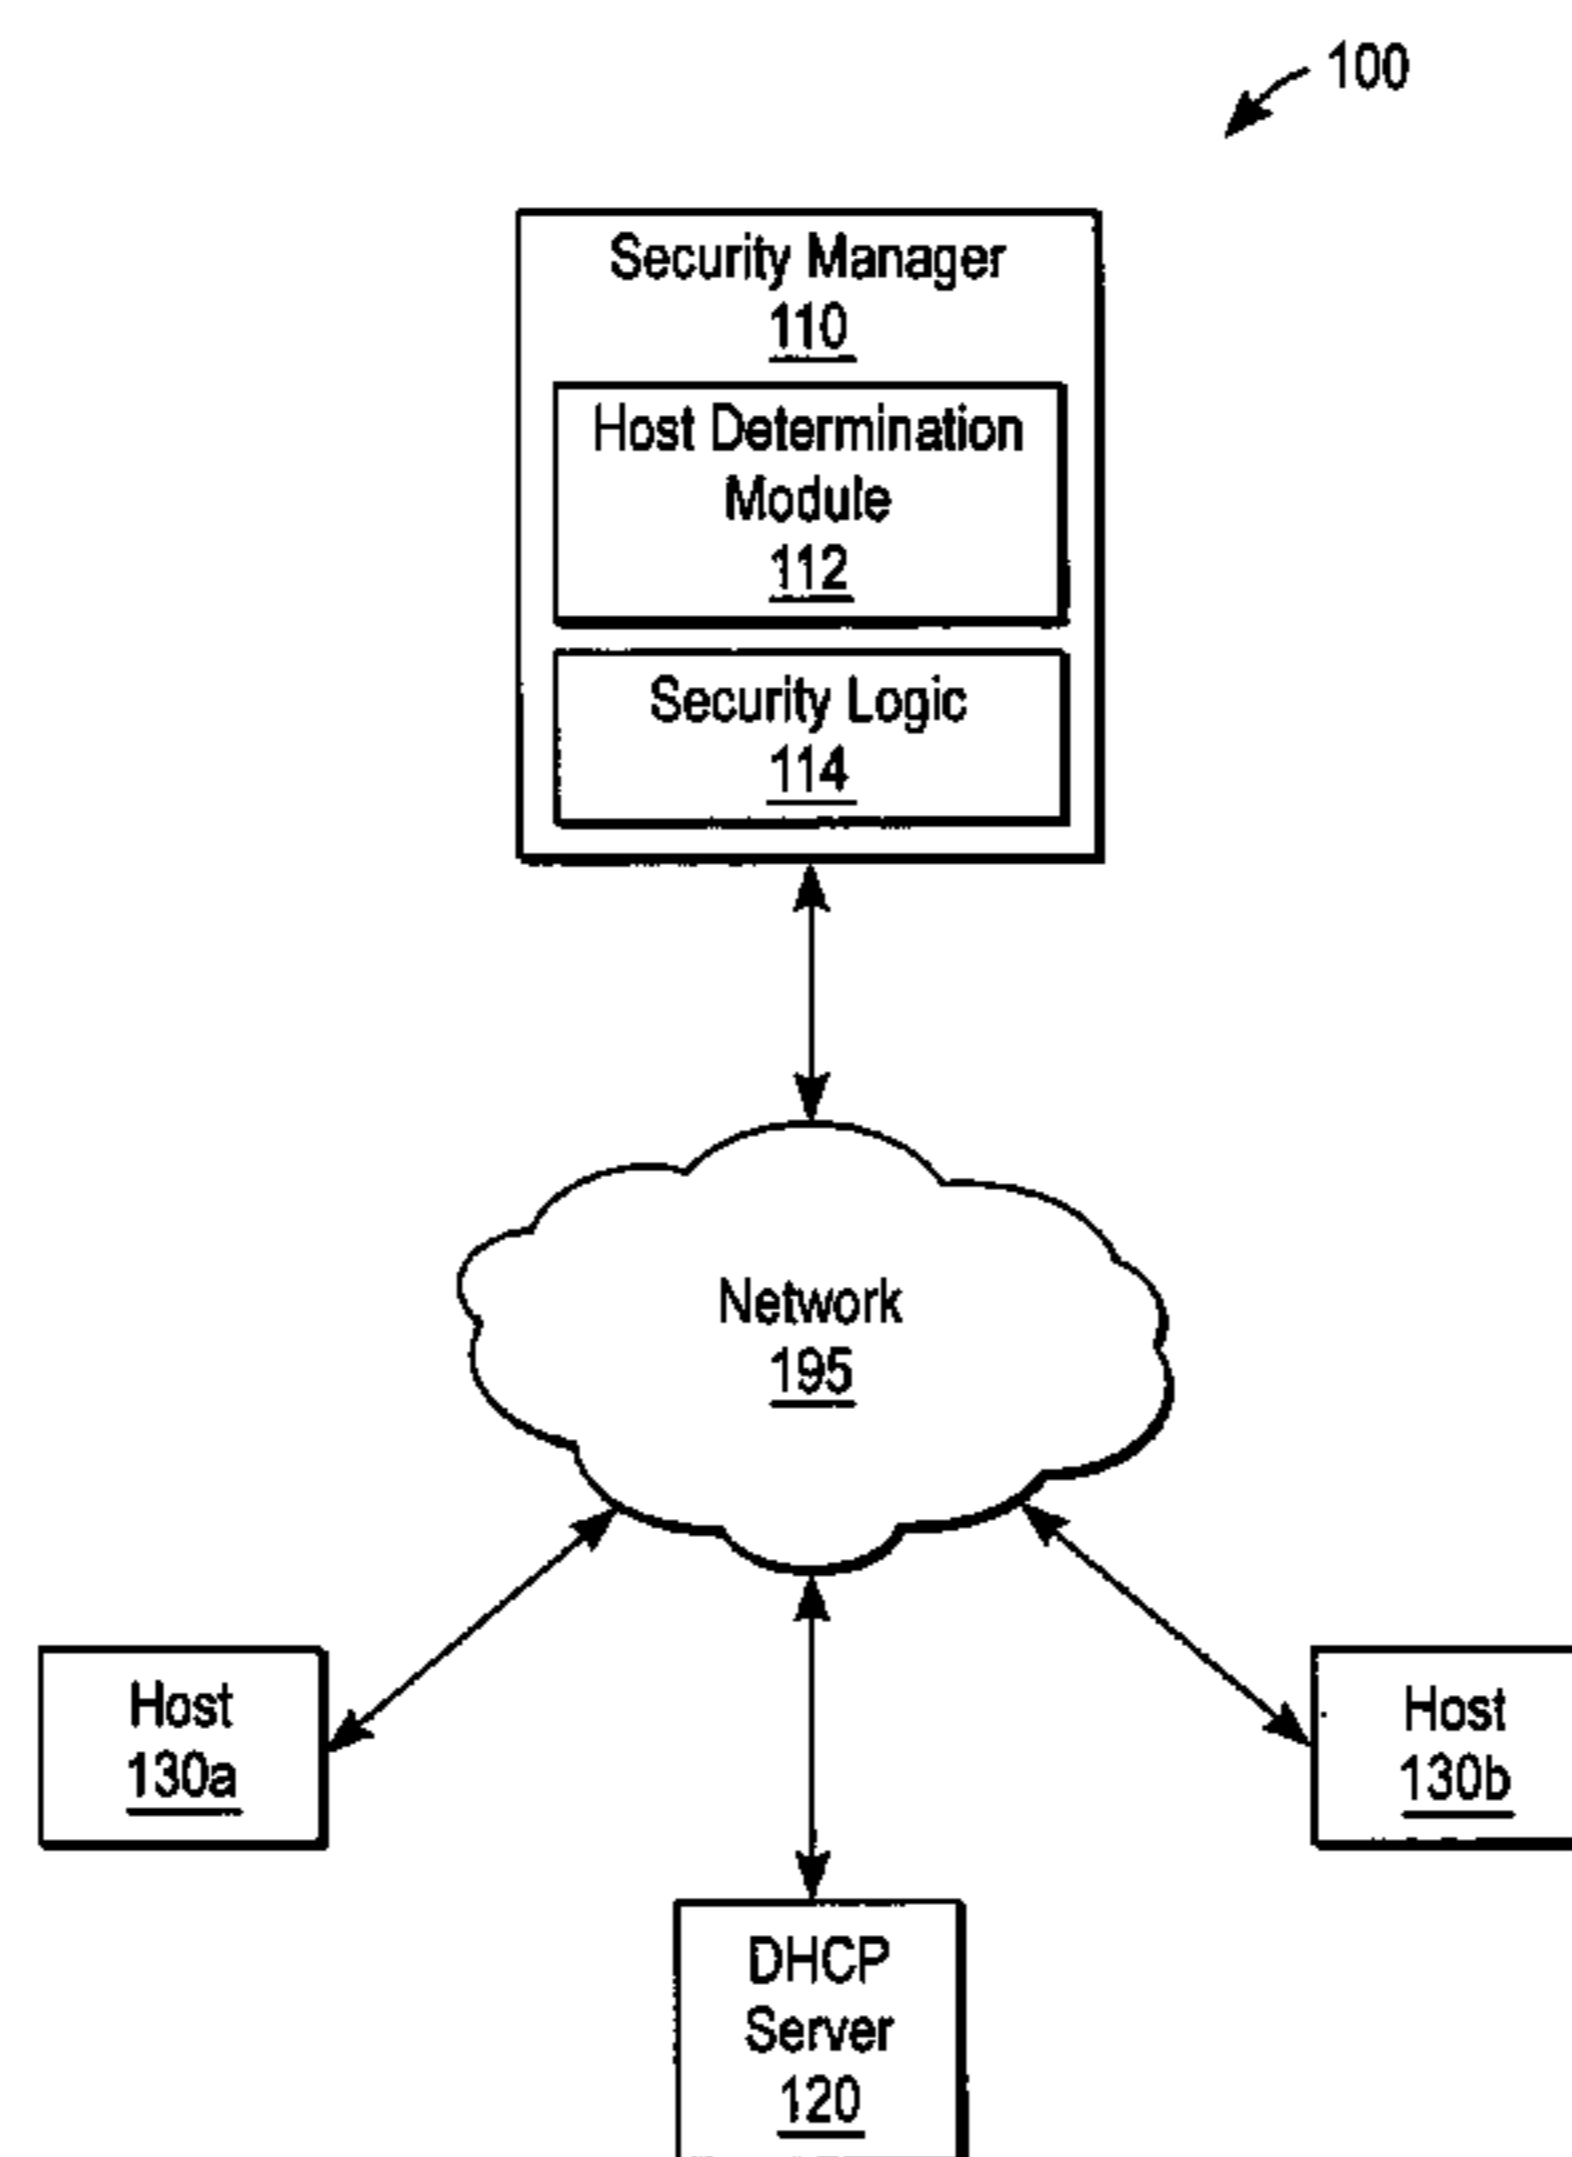 100
Security Manager
110
Host Determination
Module
112
Security Logic
114
Network
195
Host
130a
Host
130b
DHCP
Server
120